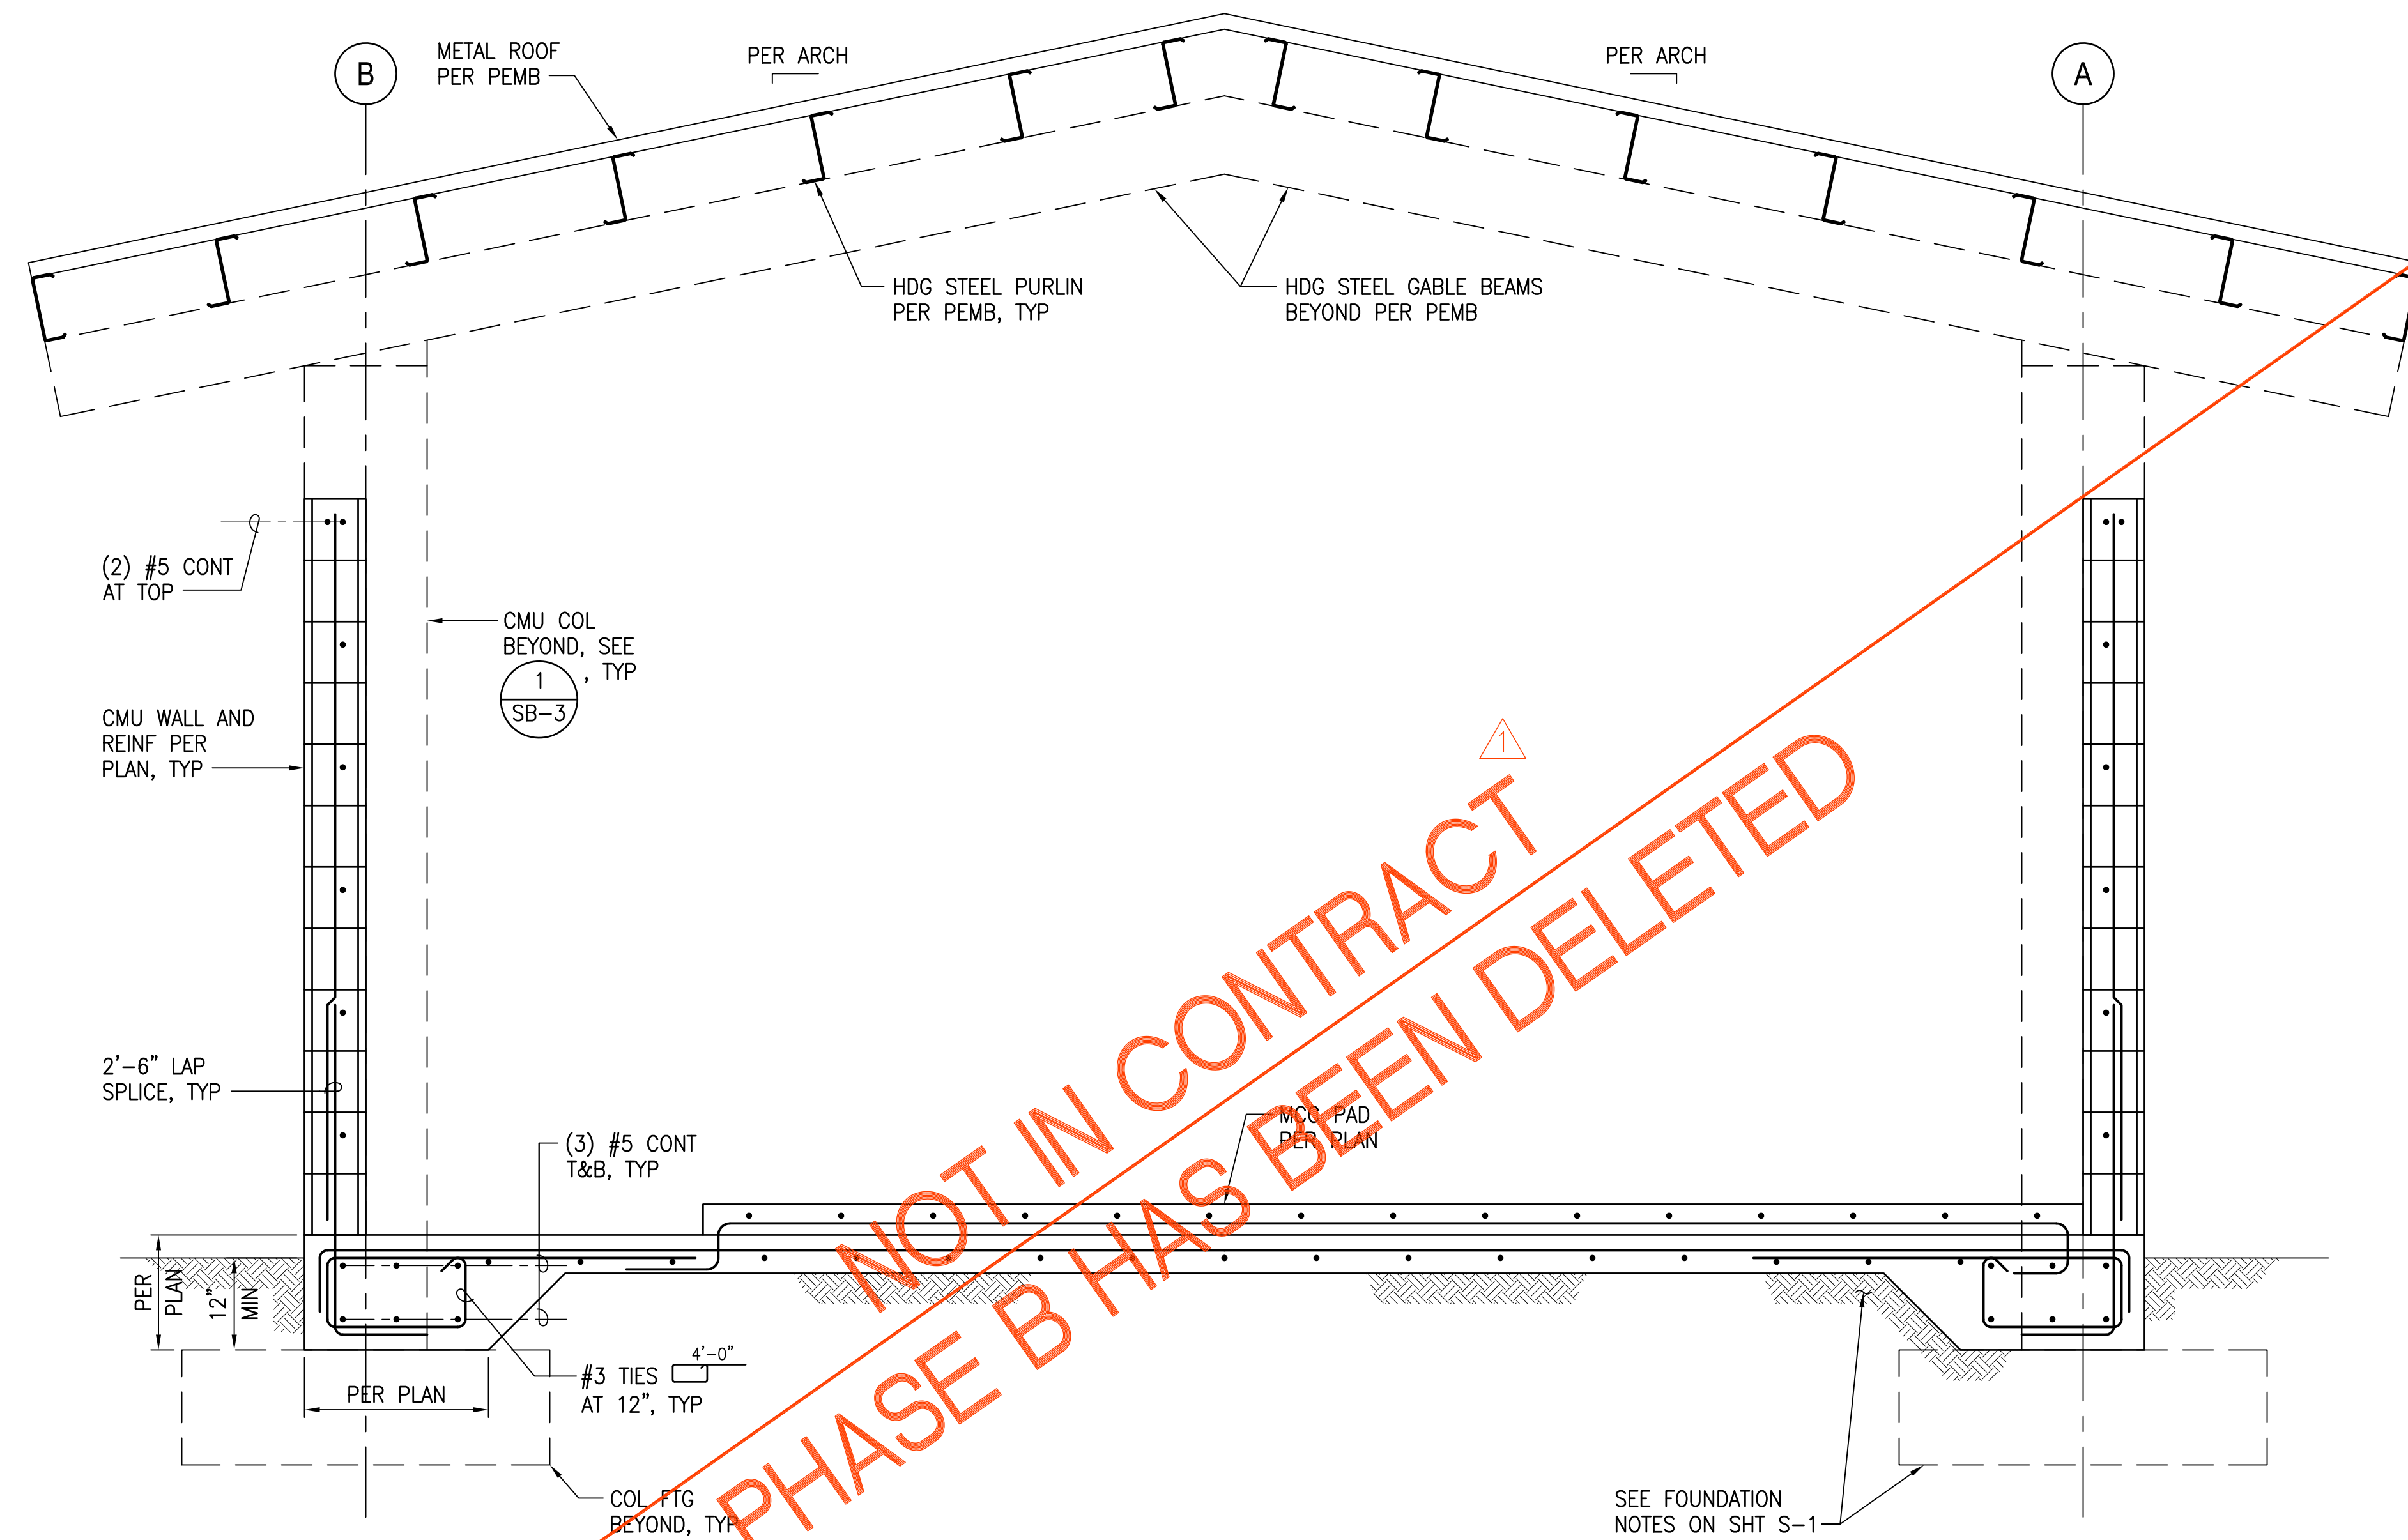 B
METAL ROOF
PER PEMB
PER ARCH
PER ARCH
A
HDG STEEL PURLIN
PER PEMB, TYP
HDG STEEL GABLE BEAMS
BEYOND PER PEMB
(2) #5 CONT
AT TOP
CMU COL
BEYOND, SEE
1
SB-3
, TYP
CMU WALL AND
REINF PER
PLAN, TYP
1
NOT IN CONTRACT
PHASE B HAS BEEN DELETED
2'-6" LAP
SPLICE, TYP
(3) #5 CONT
T&B, TYP
MCC PAD
PER PLAN
PER
PLAN
12"
MIN
PER PLAN
#3 TIES
4'-0"
AT 12", TYP
COL FTG
BEYOND, TYP
SEE FOUNDATION
NOTES ON SHT S-1